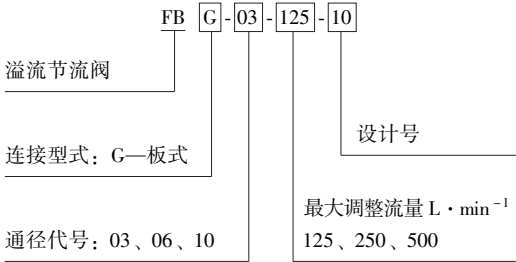 FB G-03-125-10
溢流节流阀
设计号
连接型式：G—板式
最大调整流量 L·min⁻¹
通径代号：03、06、10
125、250、500